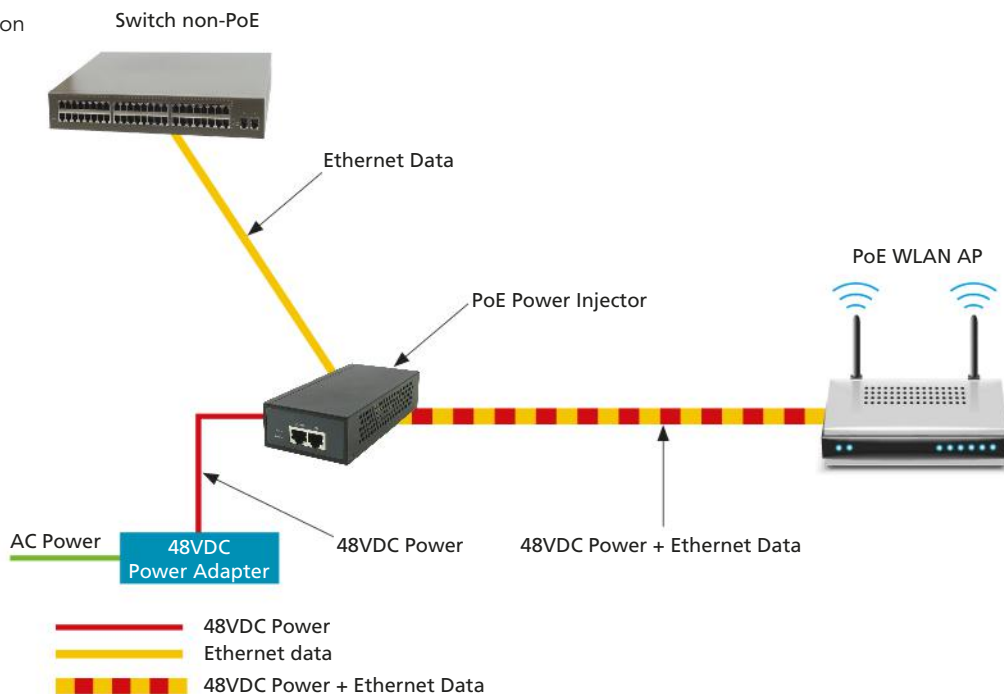 on
Switch non-PoE
Ethernet Data
PoE WLAN AP
PoE Power Injector
AC Power
48VDC
Power Adapter
48VDC Power
48VDC Power + Ethernet Data
48VDC Power
Ethernet data
48VDC Power + Ethernet Data